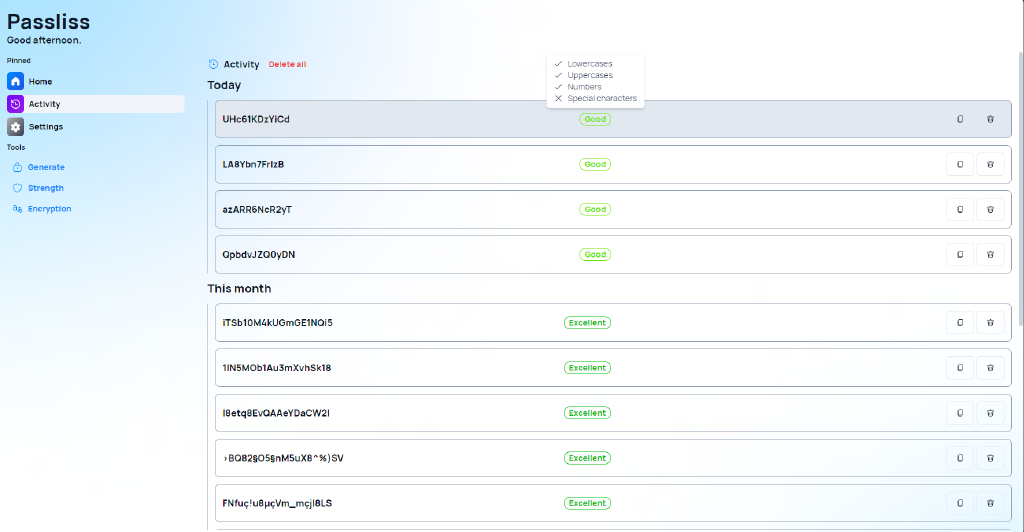 Passliss
Good afternoon.
Pinned
Home
Activity
Settings
Tools
Generate
Strength
Encryption
Activity Delete all
Lowercases
Uppercases
Numbers
Special characters
Today
UHc61KDzYiCd Good
LA8Ybn7FrIzB Good
azARR6NcR2yT Good
QpbdvJZQ0yDN Good
This month
iTSb10M4kUGmGE1NQi5 Excellent
1IN5MOb1Au3mXvhSk18 Excellent
l8etq8EvQAAeYDaCW2l Excellent
>BQ82§O5§nM5uX8^%)SV Excellent
FNfuç!u8µçVm_mçjl8LS Excellent